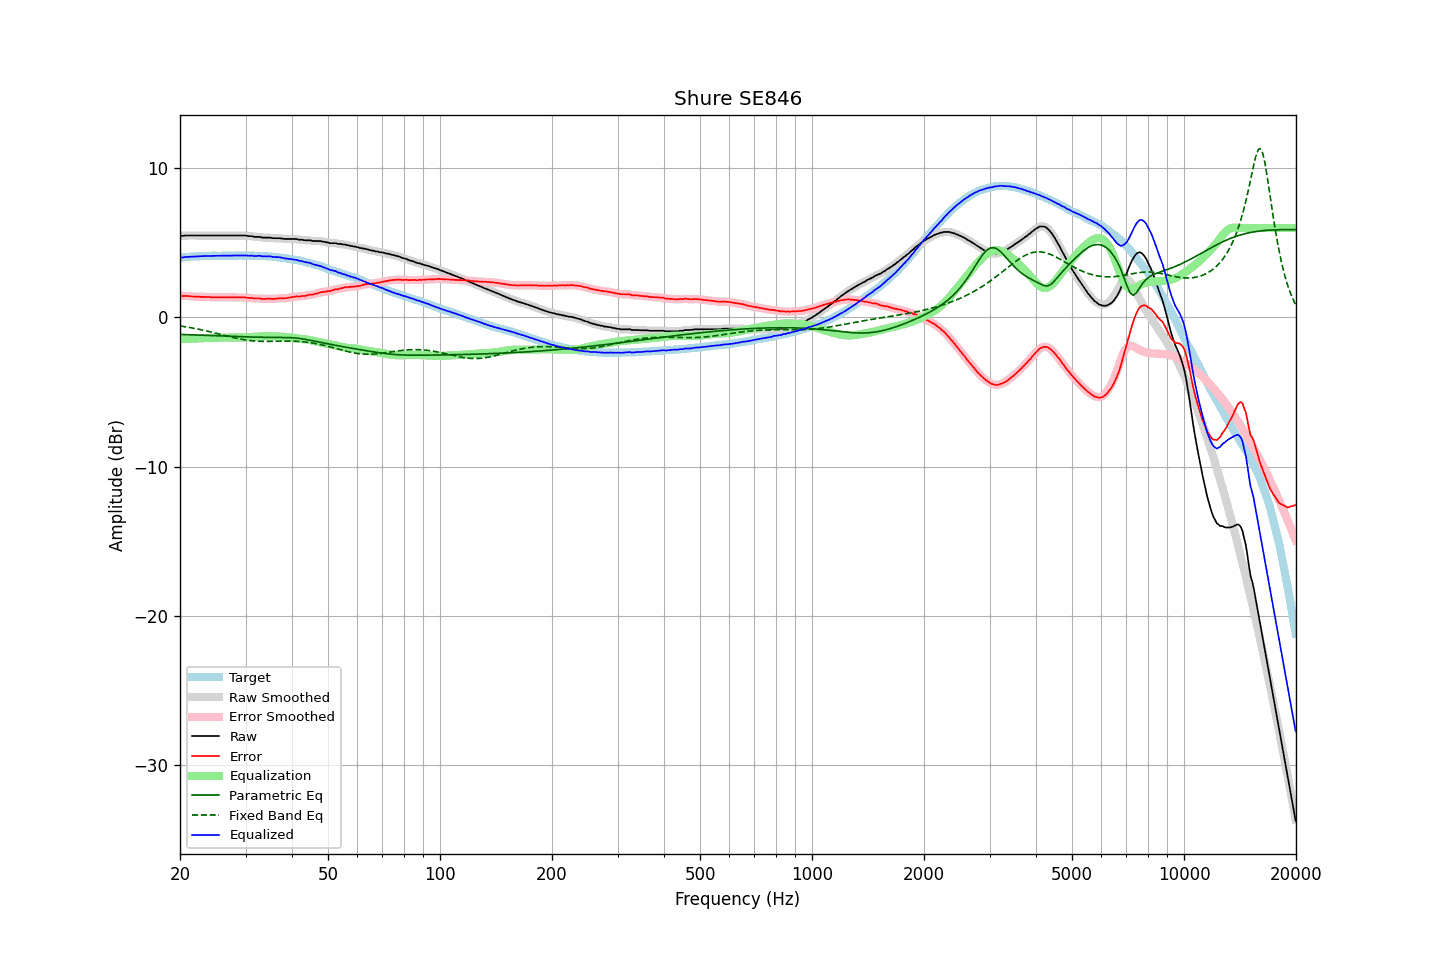 Shure SE846
10
0
−10
−20
−30
Amplitude (dBr)
Target
Raw Smoothed
Error Smoothed
Raw
Error
Equalization
Parametric Eq
Fixed Band Eq
Equalized
20 50 100 200 500 1000 2000 5000 10000 20000
Frequency (Hz)